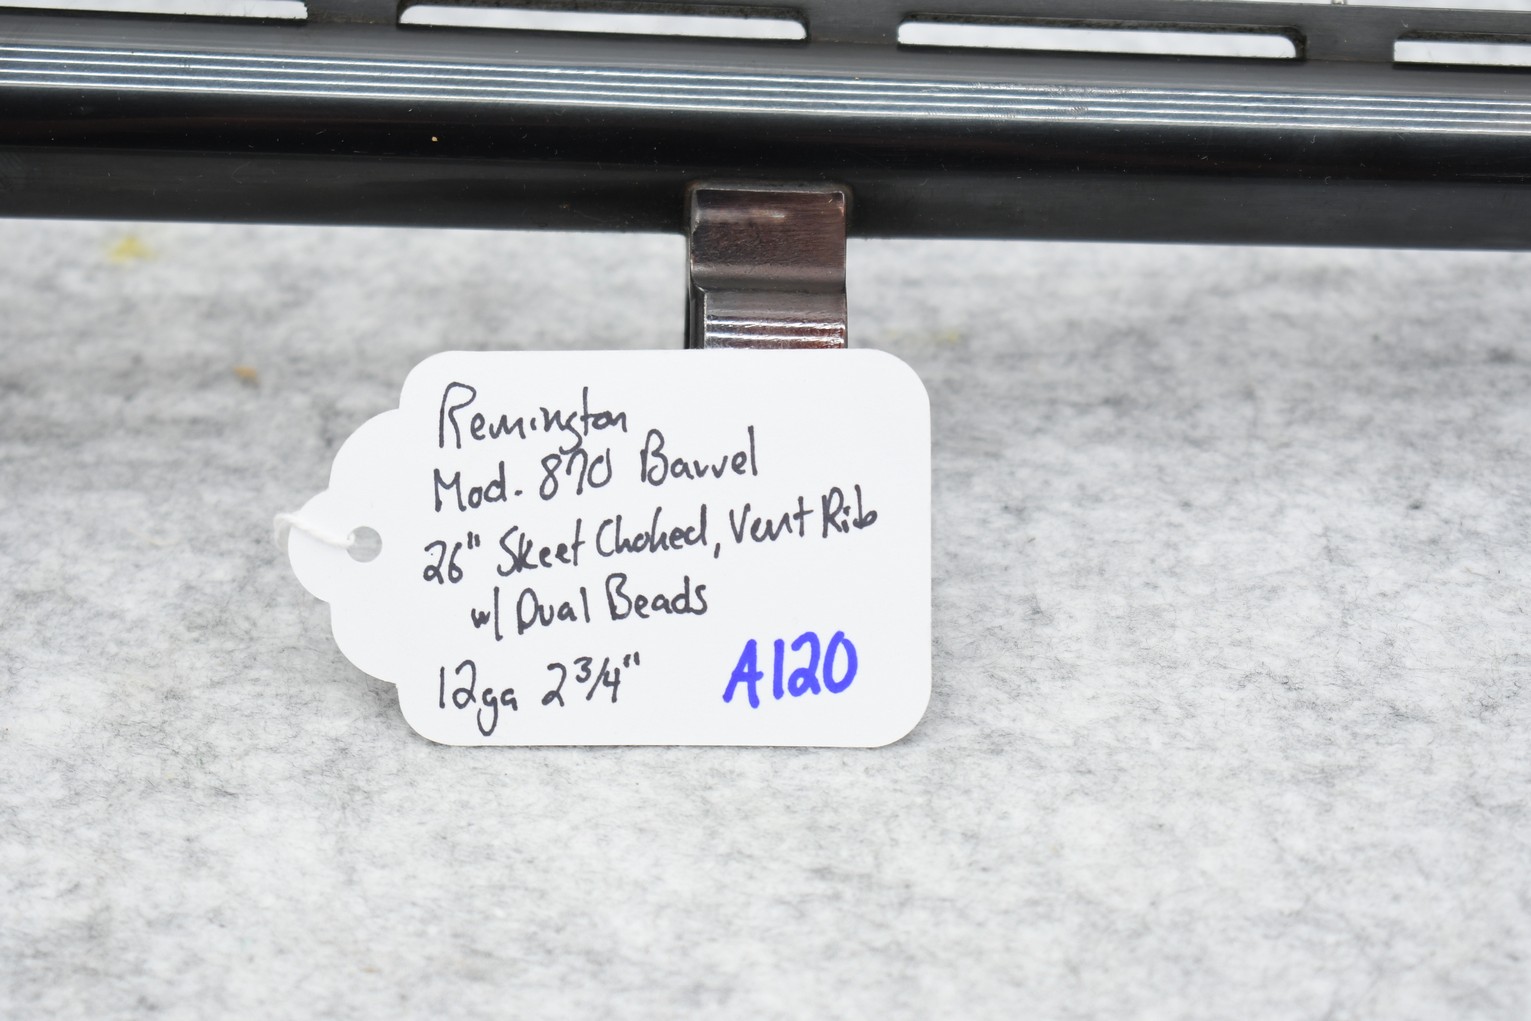 Remington
Mod. 870 Barrel
26" Skeet Choked, Vent Rib
w/ Dual Beads
12ga 2 3/4" A120